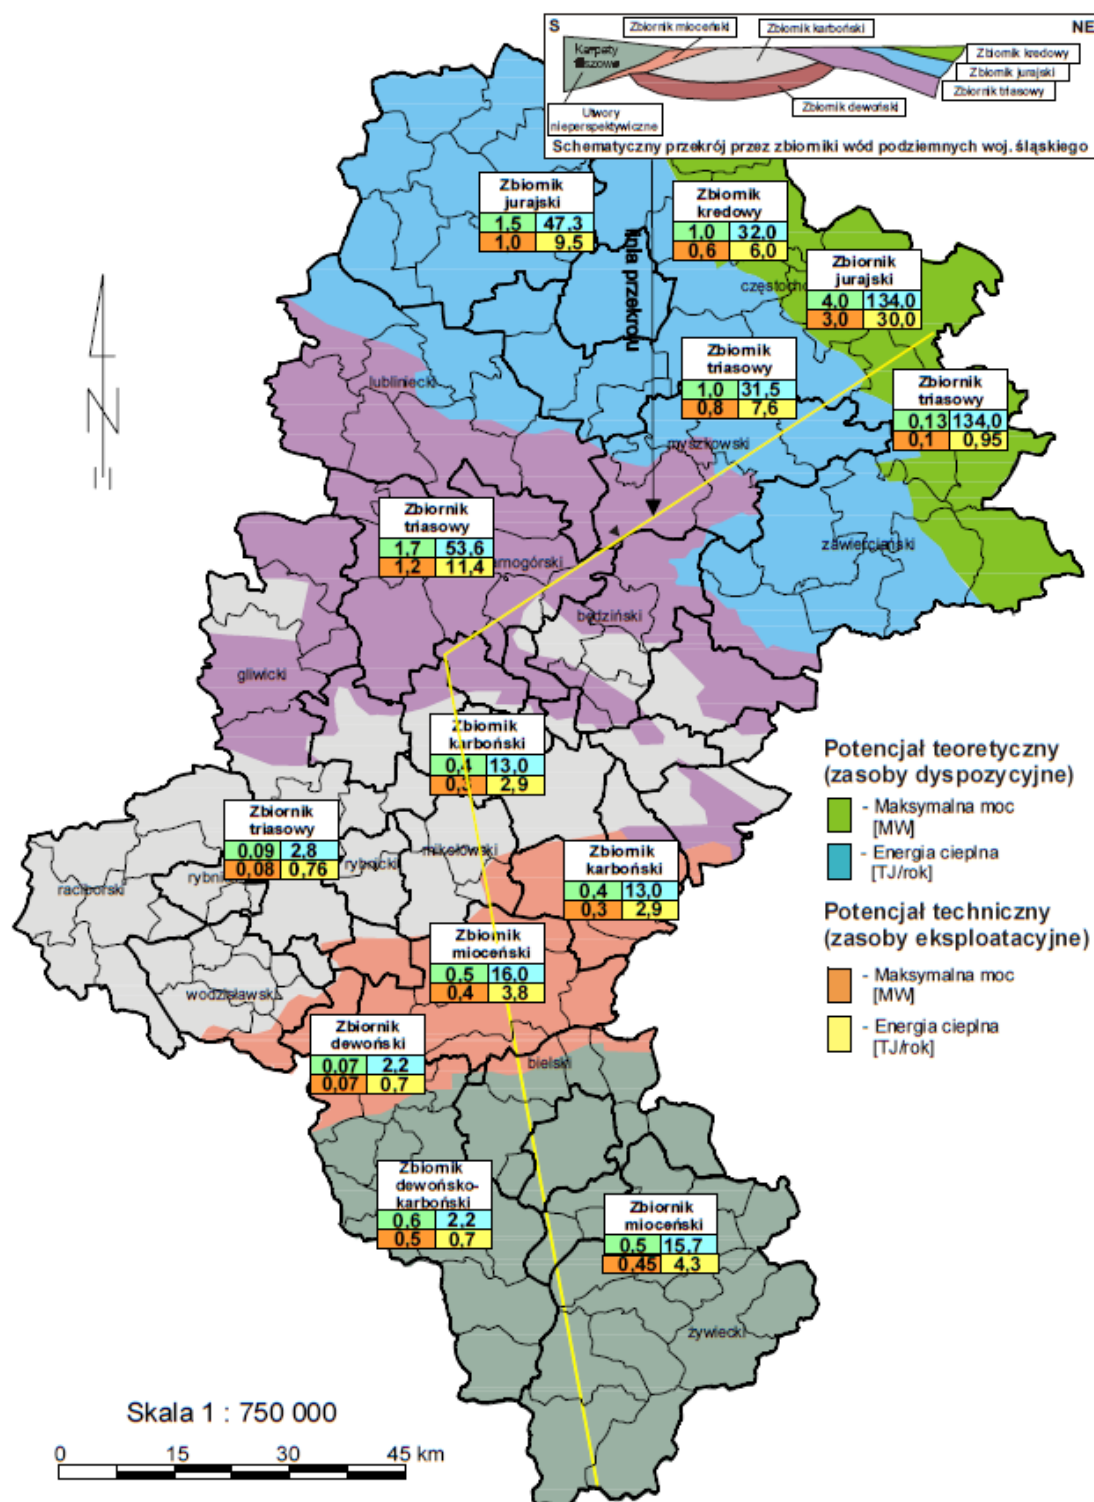 S
NE
Zbiornik mioceński
Zbiornik karboński
Karpaty
fliszowe
Zbiornik kredowy
Zbiornik jurajski
Zbiornik triasowy
Zbiornik dewoński
Utwory
nieperspektywiczne
Schematyczny przekrój przez zbiorniki wód podziemnych woj. śląskiego
Zbiornik
jurajski
1,5 47,3
1,0 9,5
Zbiornik
kredowy
1,0 32,0
0,6 6,0
linia przekroju
Zbiornik
jurajski
4,0 134,0
3,0 30,0
częstocho
Zbiornik
triasowy
1,0 31,5
0,8 7,6
Zbiornik
triasowy
0,13 134,0
0,1 0,95
lubliniecki
myszkowski
N
Zbiornik
triasowy
1,7 53,6
1,2 11,4
arnogórski
zawierciański
będziński
gliwicki
Zbiornik
karboński
0,4 13,0
0,3 2,9
Zbiornik
triasowy
0,09 2,8
0,08 0,76
mikołowski
rybnicki
rybni
raciborski
Zbiornik
karboński
0,4 13,0
0,3 2,9
Zbiornik
mioceński
0,5 16,0
0,4 3,8
wodzisławski
Zbiornik
dewoński
0,07 2,2
0,07 0,7
bielski
Zbiornik
dewońsko-
karboński
0,6 2,2
0,5 0,7
Zbiornik
mioceński
0,5 15,7
0,45 4,3
żywiecki
Potencjał teoretyczny
(zasoby dyspozycyjne)
- Maksymalna moc
[MW]
- Energia cieplna
[TJ/rok]
Potencjał techniczny
(zasoby eksploatacyjne)
- Maksymalna moc
[MW]
- Energia cieplna
[TJ/rok]
Skala 1 : 750 000
0 15 30 45 km